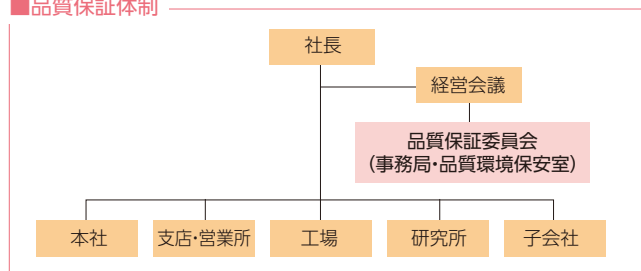 ■品質保証体制
社長
経営会議
品質保証委員会
(事務局・品質環境保安室)
本社
支店・営業所
工場
研究所
子会社